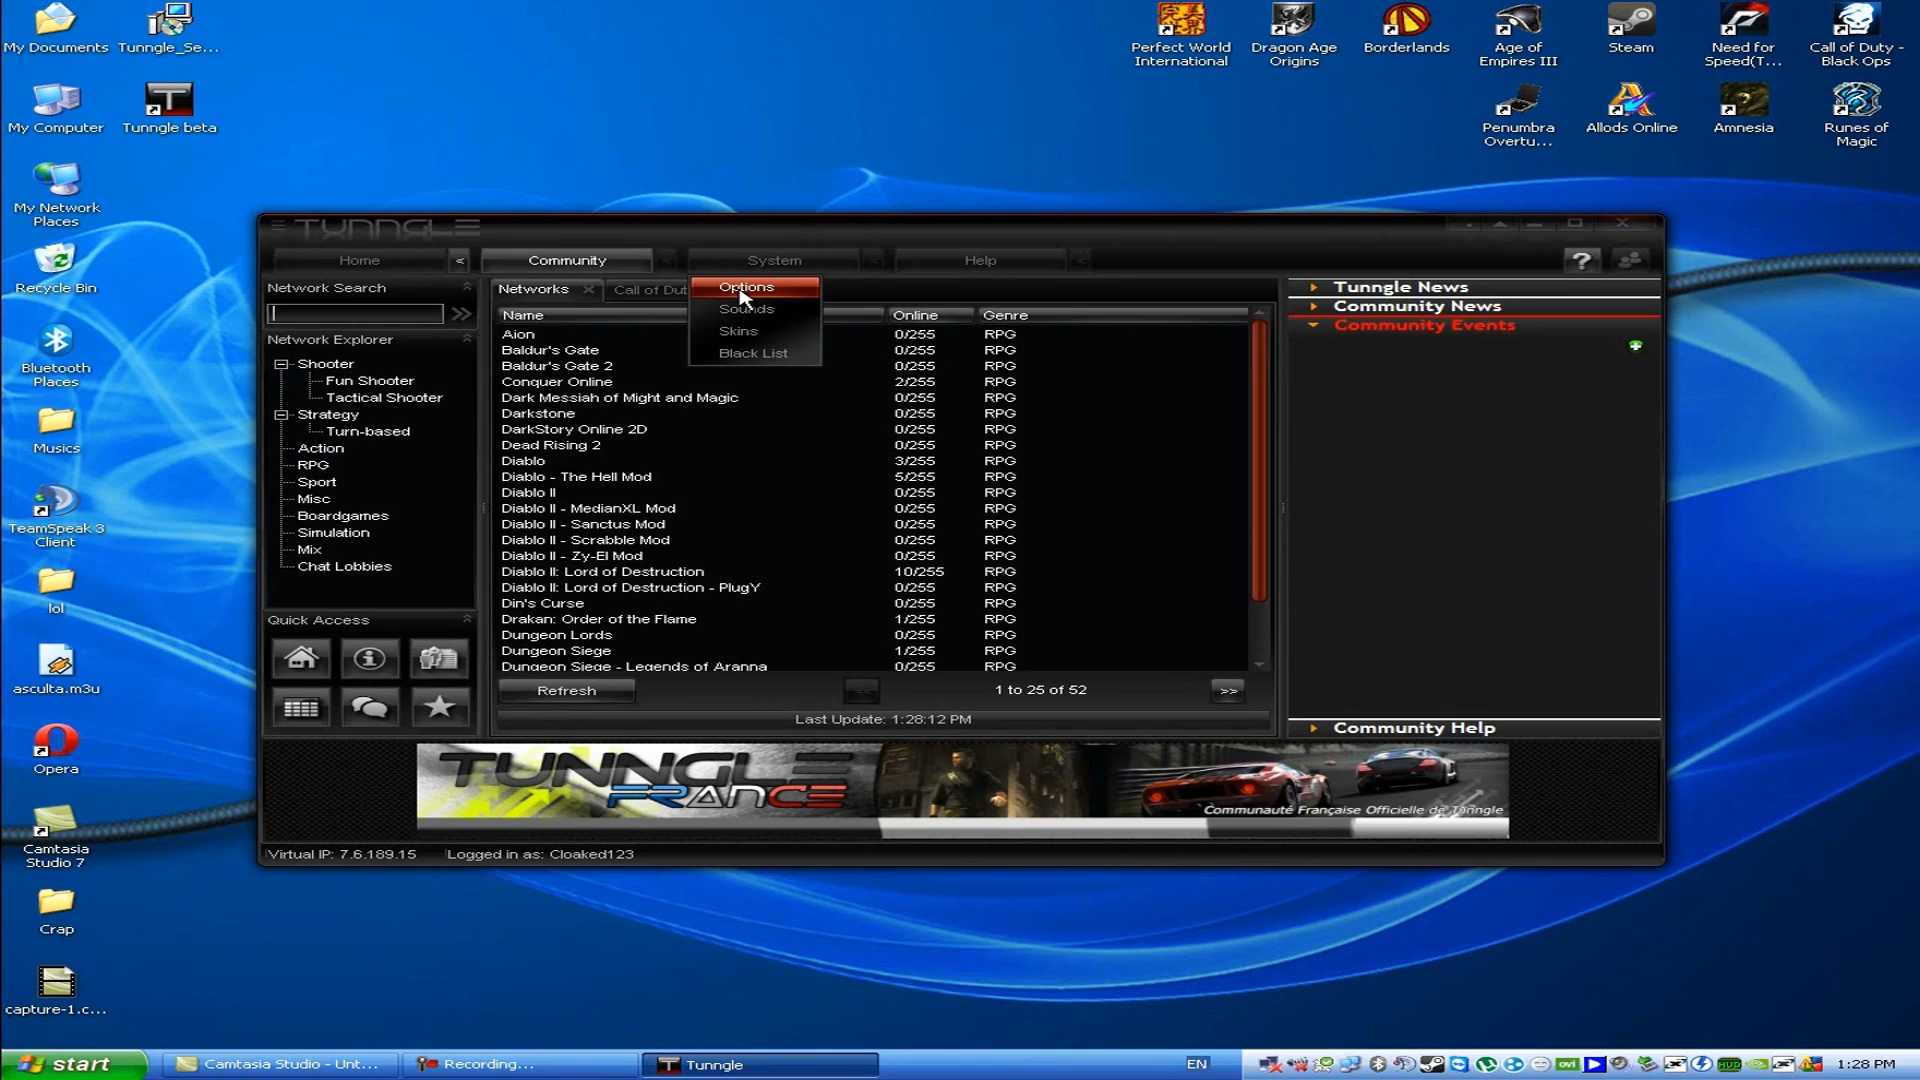 My Documents
Tunngle_Se...
My Computer
Tunngle beta
My Network
Places
Recycle Bin
Bluetooth
Places
Musics
TeamSpeak 3
Client
lol
asculta.m3u
Opera
Camtasia
Studio 7
Crap
capture-1.c...
Perfect World
International
Dragon Age
Origins
Borderlands
Age of
Empires III
Steam
Need for
Speed(T...
Call of Duty -
Black Ops
Penumbra
Overtu...
Allods Online
Amnesia
Runes of
Magic
TUNNGLE
Home
<
Community
System
Help
?
Network Search
Network Explorer
Shooter
Fun Shooter
Tactical Shooter
Strategy
Turn-based
Action
RPG
Sport
Misc
Boardgames
Simulation
Mix
Chat Lobbies
Quick Access
Networks
Call of Dut
Options
Sounds
Skins
Black List
Name Online Genre
Aion 0/255 RPG
Baldur's Gate 0/255 RPG
Baldur's Gate 2 0/255 RPG
Conquer Online 2/255 RPG
Dark Messiah of Might and Magic 0/255 RPG
Darkstone 0/255 RPG
DarkStory Online 2D 0/255 RPG
Dead Rising 2 0/255 RPG
Diablo 3/255 RPG
Diablo - The Hell Mod 5/255 RPG
Diablo II 0/255 RPG
Diablo II - MedianXL Mod 0/255 RPG
Diablo II - Sanctus Mod 0/255 RPG
Diablo II - Scrabble Mod 0/255 RPG
Diablo II - Zy-El Mod 0/255 RPG
Diablo II: Lord of Destruction 10/255 RPG
Diablo II: Lord of Destruction - PlugY 0/255 RPG
Din's Curse 0/255 RPG
Drakan: Order of the Flame 1/255 RPG
Dungeon Lords 0/255 RPG
Dungeon Siege 1/255 RPG
Dungeon Siege - Legends of Aranna 0/255 RPG
Refresh
<<
1 to 25 of 52
>>
Last Update: 1:28:12 PM
Tunngle News
Community News
Community Events
Community Help
TUNNGLE
FRANCE
Communauté Française Officielle de Tunngle
Virtual IP: 7.6.189.15 Logged in as: Cloaked123
start
Camtasia Studio - Unt...
Recording...
Tunngle
EN
1:28 PM